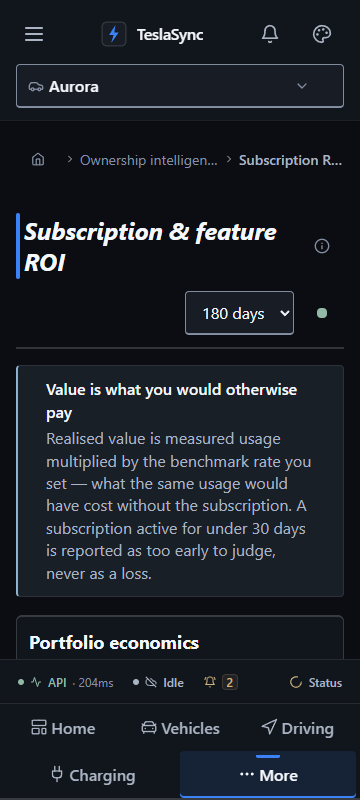 TeslaSync
Aurora
Ownership intelligen... > Subscription R...
Subscription & feature
ROI
180 days
Value is what you would otherwise
pay
Realised value is measured usage
multiplied by the benchmark rate you
set — what the same usage would
have cost without the subscription. A
subscription active for under 30 days
is reported as too early to judge,
never as a loss.
Portfolio economics
API · 204ms Idle 2 Status
Home Vehicles Driving
Charging ··· More